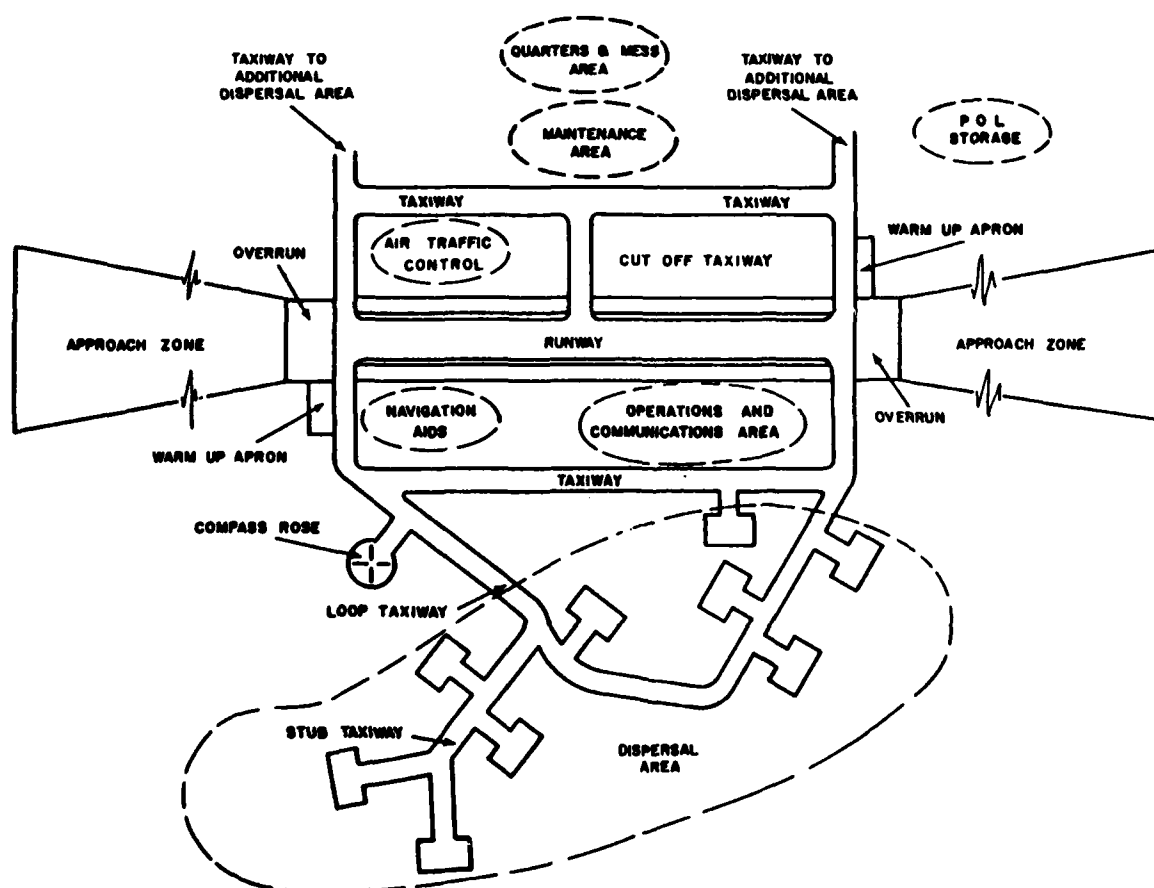 QUARTERS & MESS
AREA
TAXIWAY TO
ADDITIONAL
DISPERSAL AREA
TAXIWAY TO
ADDITIONAL
DISPERSAL AREA
MAINTENANCE
AREA
P O L
STORAGE
TAXIWAY
TAXIWAY
WARM UP APRON
OVERRUN
AIR TRAFFIC
CONTROL
CUT OFF TAXIWAY
APPROACH ZONE
RUNWAY
APPROACH ZONE
NAVIGATION
AIDS
OPERATIONS AND
COMMUNICATIONS AREA
OVERRUN
WARM UP APRON
TAXIWAY
COMPASS ROSE
LOOP TAXIWAY
STUB TAXIWAY
DISPERSAL
AREA